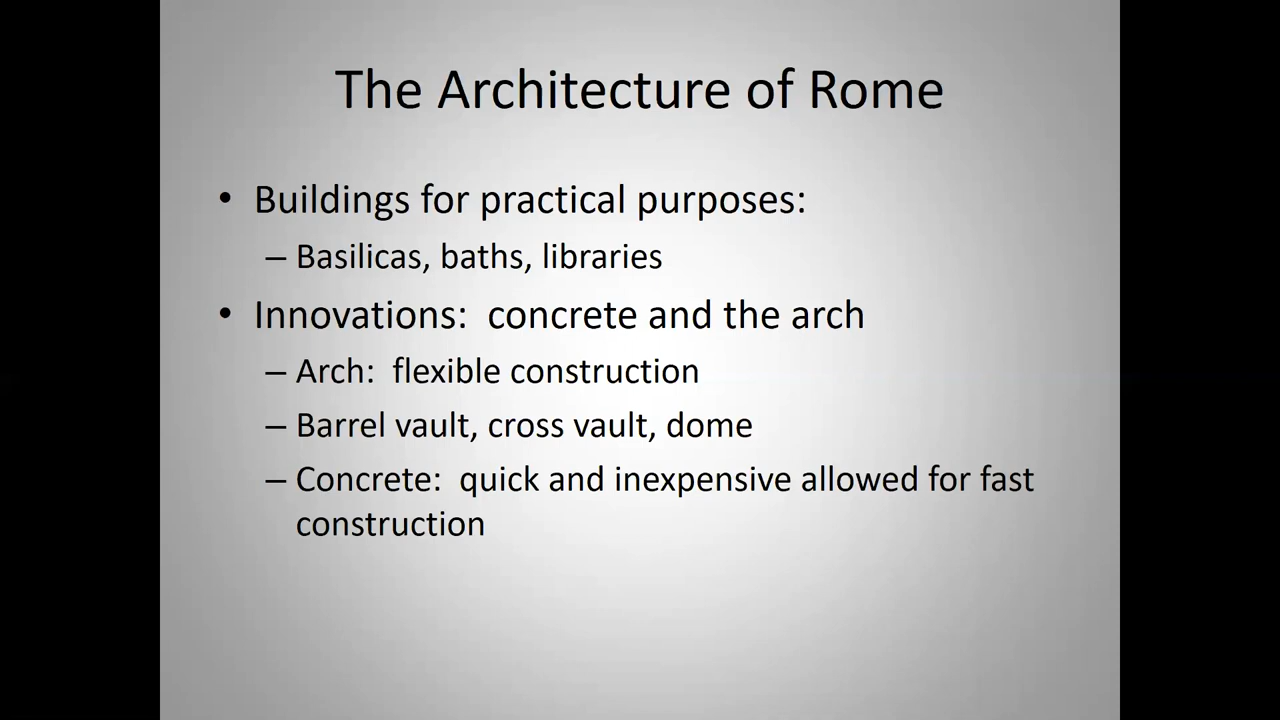 The Architecture of Rome
• Buildings for practical purposes:
– Basilicas, baths, libraries
• Innovations:  concrete and the arch
– Arch:  flexible construction
– Barrel vault, cross vault, dome
– Concrete:  quick and inexpensive allowed for fast
construction